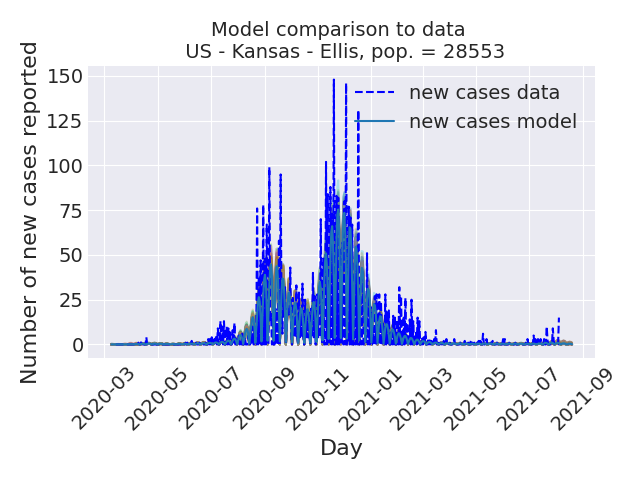 Model comparison to data
US - Kansas - Ellis, pop. = 28553
Number of new cases reported
150
125
100
75
50
25
0
new cases data
new cases model
2020-03
2020-05
2020-07
2020-09
2020-11
2021-01
2021-03
2021-05
2021-07
2021-09
Day